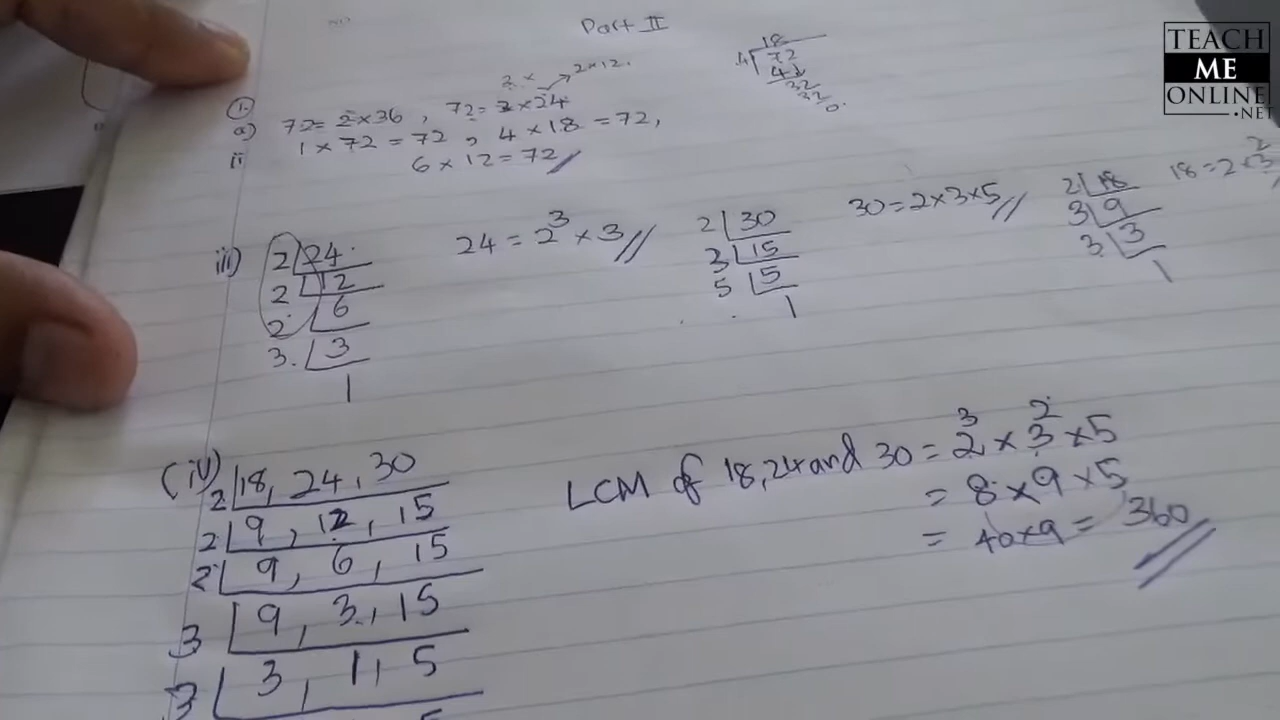 TEACH
ME
ONLINE
.NET
Part II
18
4 | 72
4↓
32
32
0
①
a) 72 = 2 × 36 , 72 = 3 × 24
2 × → 2 × 12.
ii 1 × 72 = 72 , 4 × 18 = 72,
6 × 12 = 72 //
iii) 2 | 24
2 | 12
2 | 6
3. | 3
1
24 = 2³ × 3 //
2 | 30
3 | 15
5 | 5
1
30 = 2 × 3 × 5 //
2 | 18
3 | 9
3 | 3
1
18 = 2 × 3² //
(iv) 2 | 18, 24, 30
2 | 9, 12, 15
2 | 9, 6, 15
3 | 9, 3, 15
3 | 3, 1, 5
5
LCM of 18, 24 and 30 = 2³ × 3² × 5
= 8 × 9 × 5
= 40 × 9 = 360 //